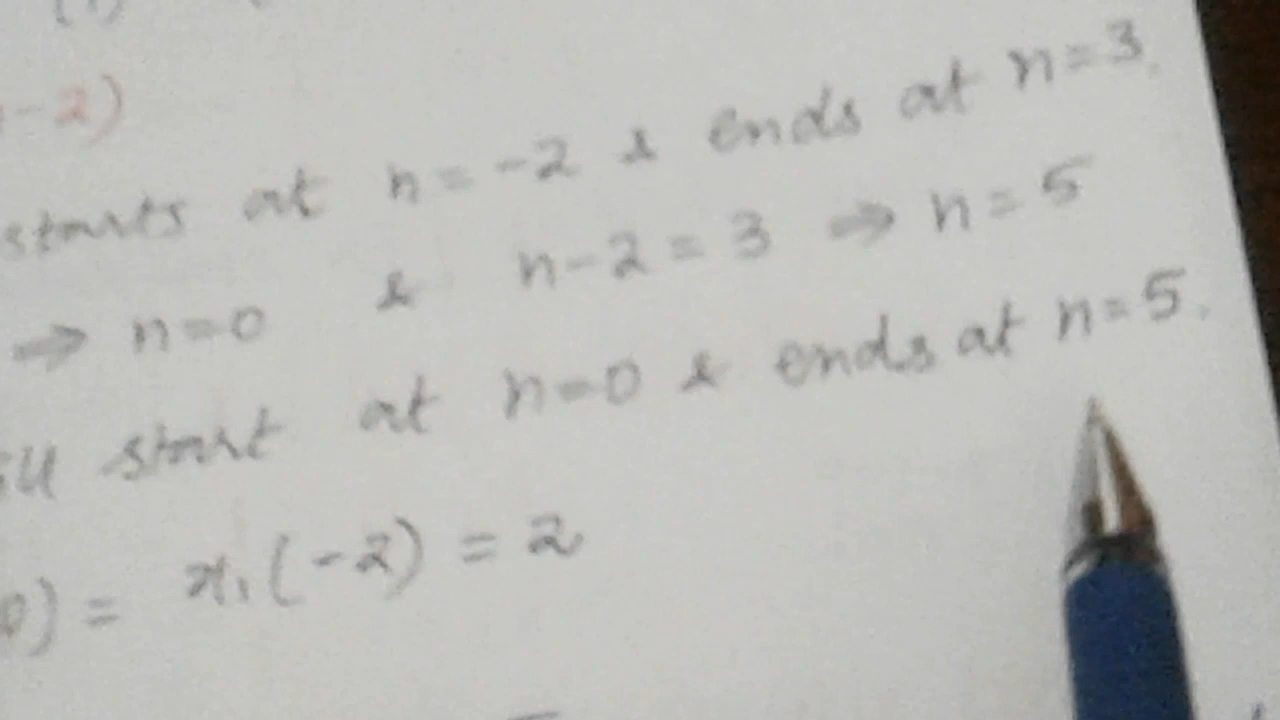 -2)
starts at n=-2 & ends at n=3.
⇒ n=0 & n-2=3 ⇒ n=5
start at n=0 & ends at n=5.
0) = x₁(-2) = 2